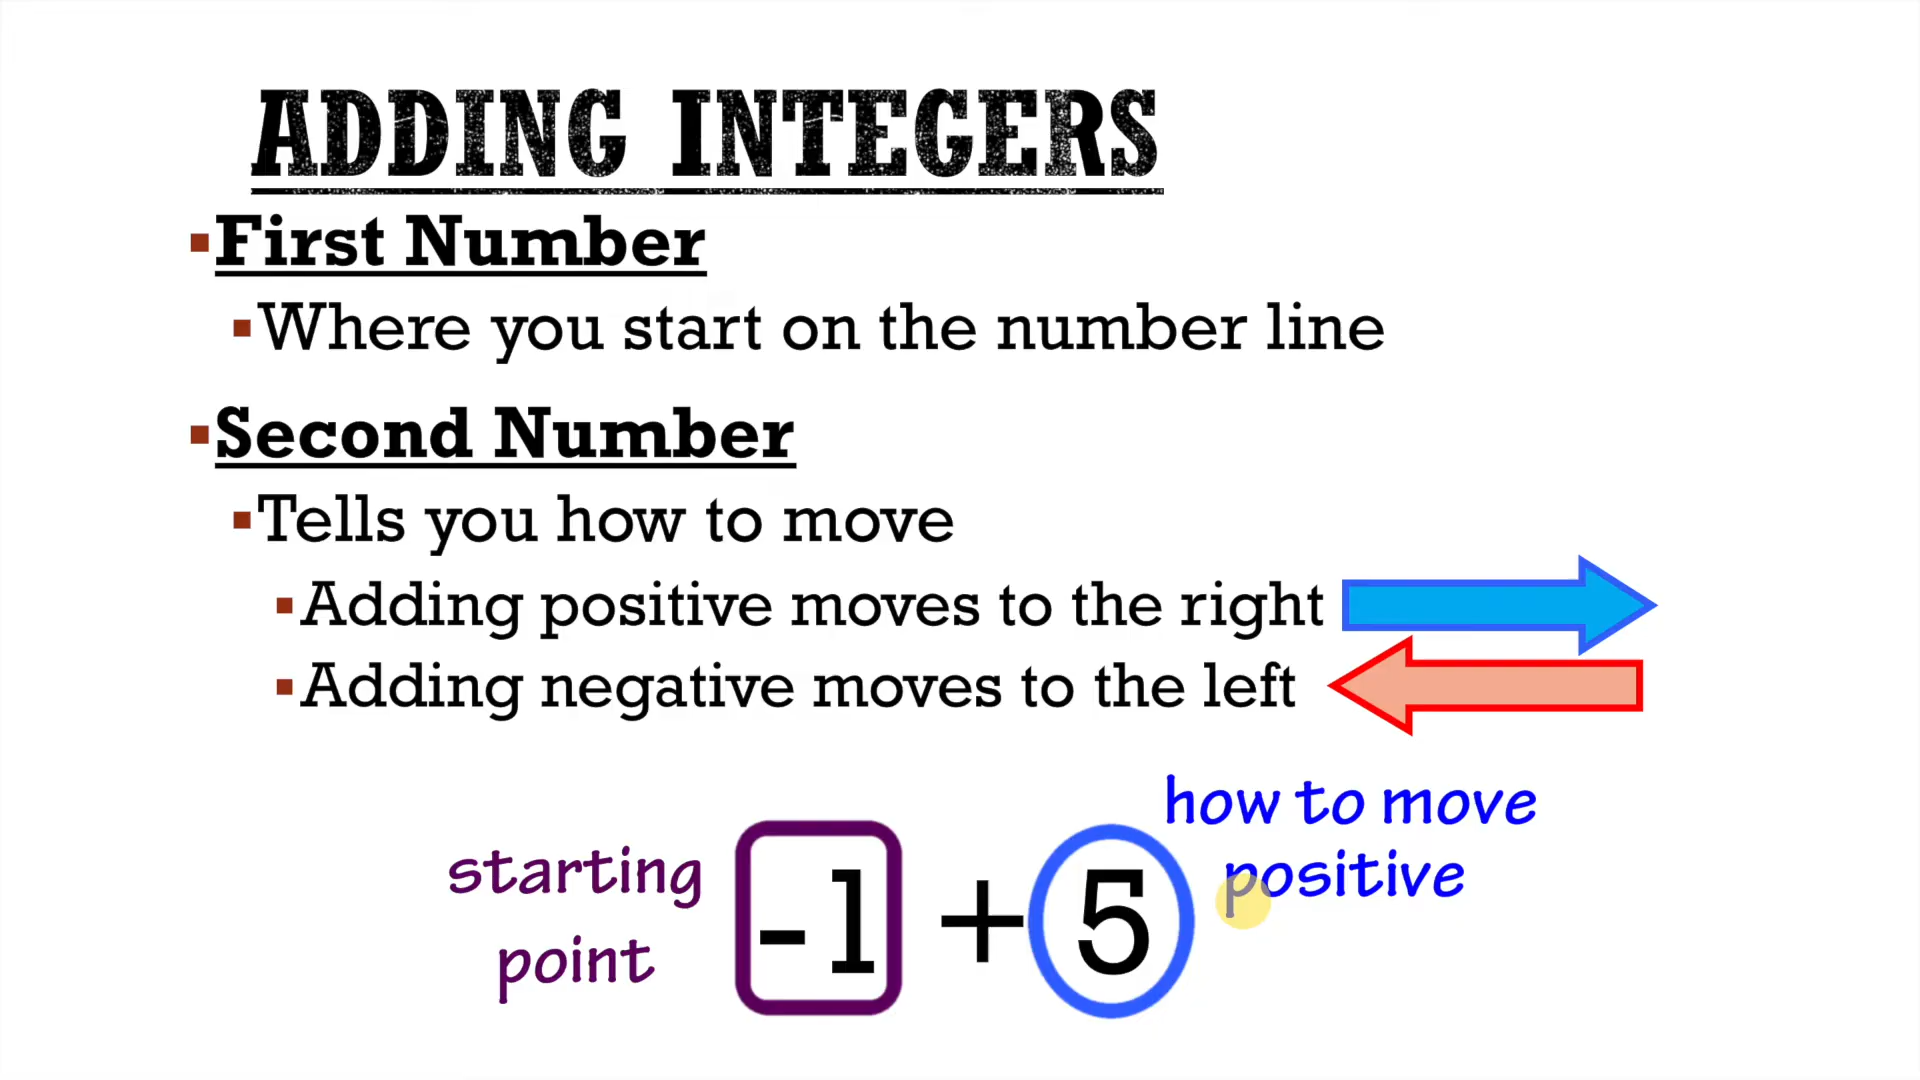 ADDING INTEGERS
▪First Number
▪Where you start on the number line
▪Second Number
▪Tells you how to move
▪Adding positive moves to the right
▪Adding negative moves to the left
how to move
positive
starting
point
-1 + 5